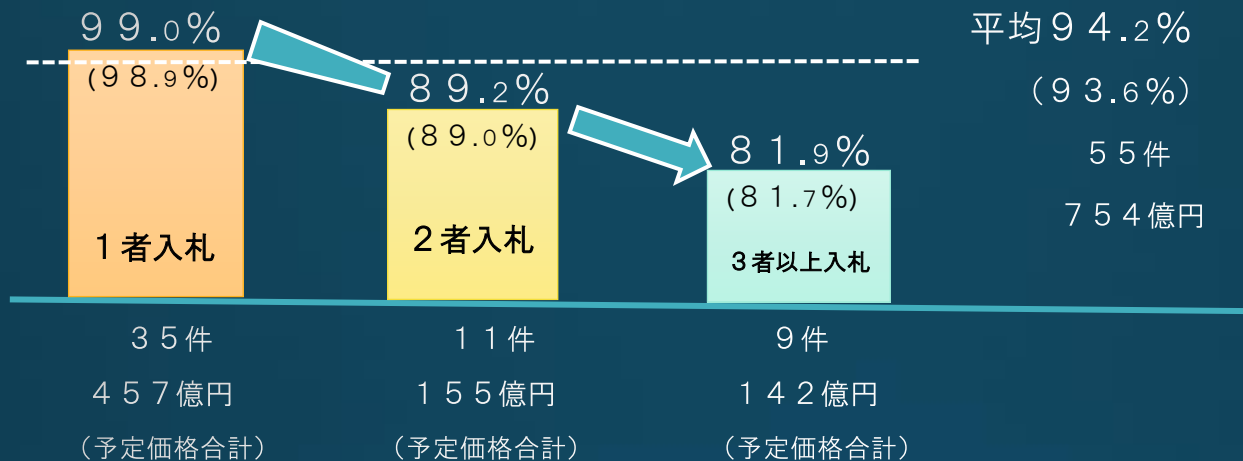 ９９.0％
(９８.9％)
１者入札
３５件
４５７億円
（予定価格合計）
８９.2％
(８９.0％)
２者入札
１１件
１５５億円
（予定価格合計）
８１.9％
(８１.7％)
３者以上入札
９件
１４２億円
（予定価格合計）
平均９４.2％
（９３.6％）
５５件
７５４億円